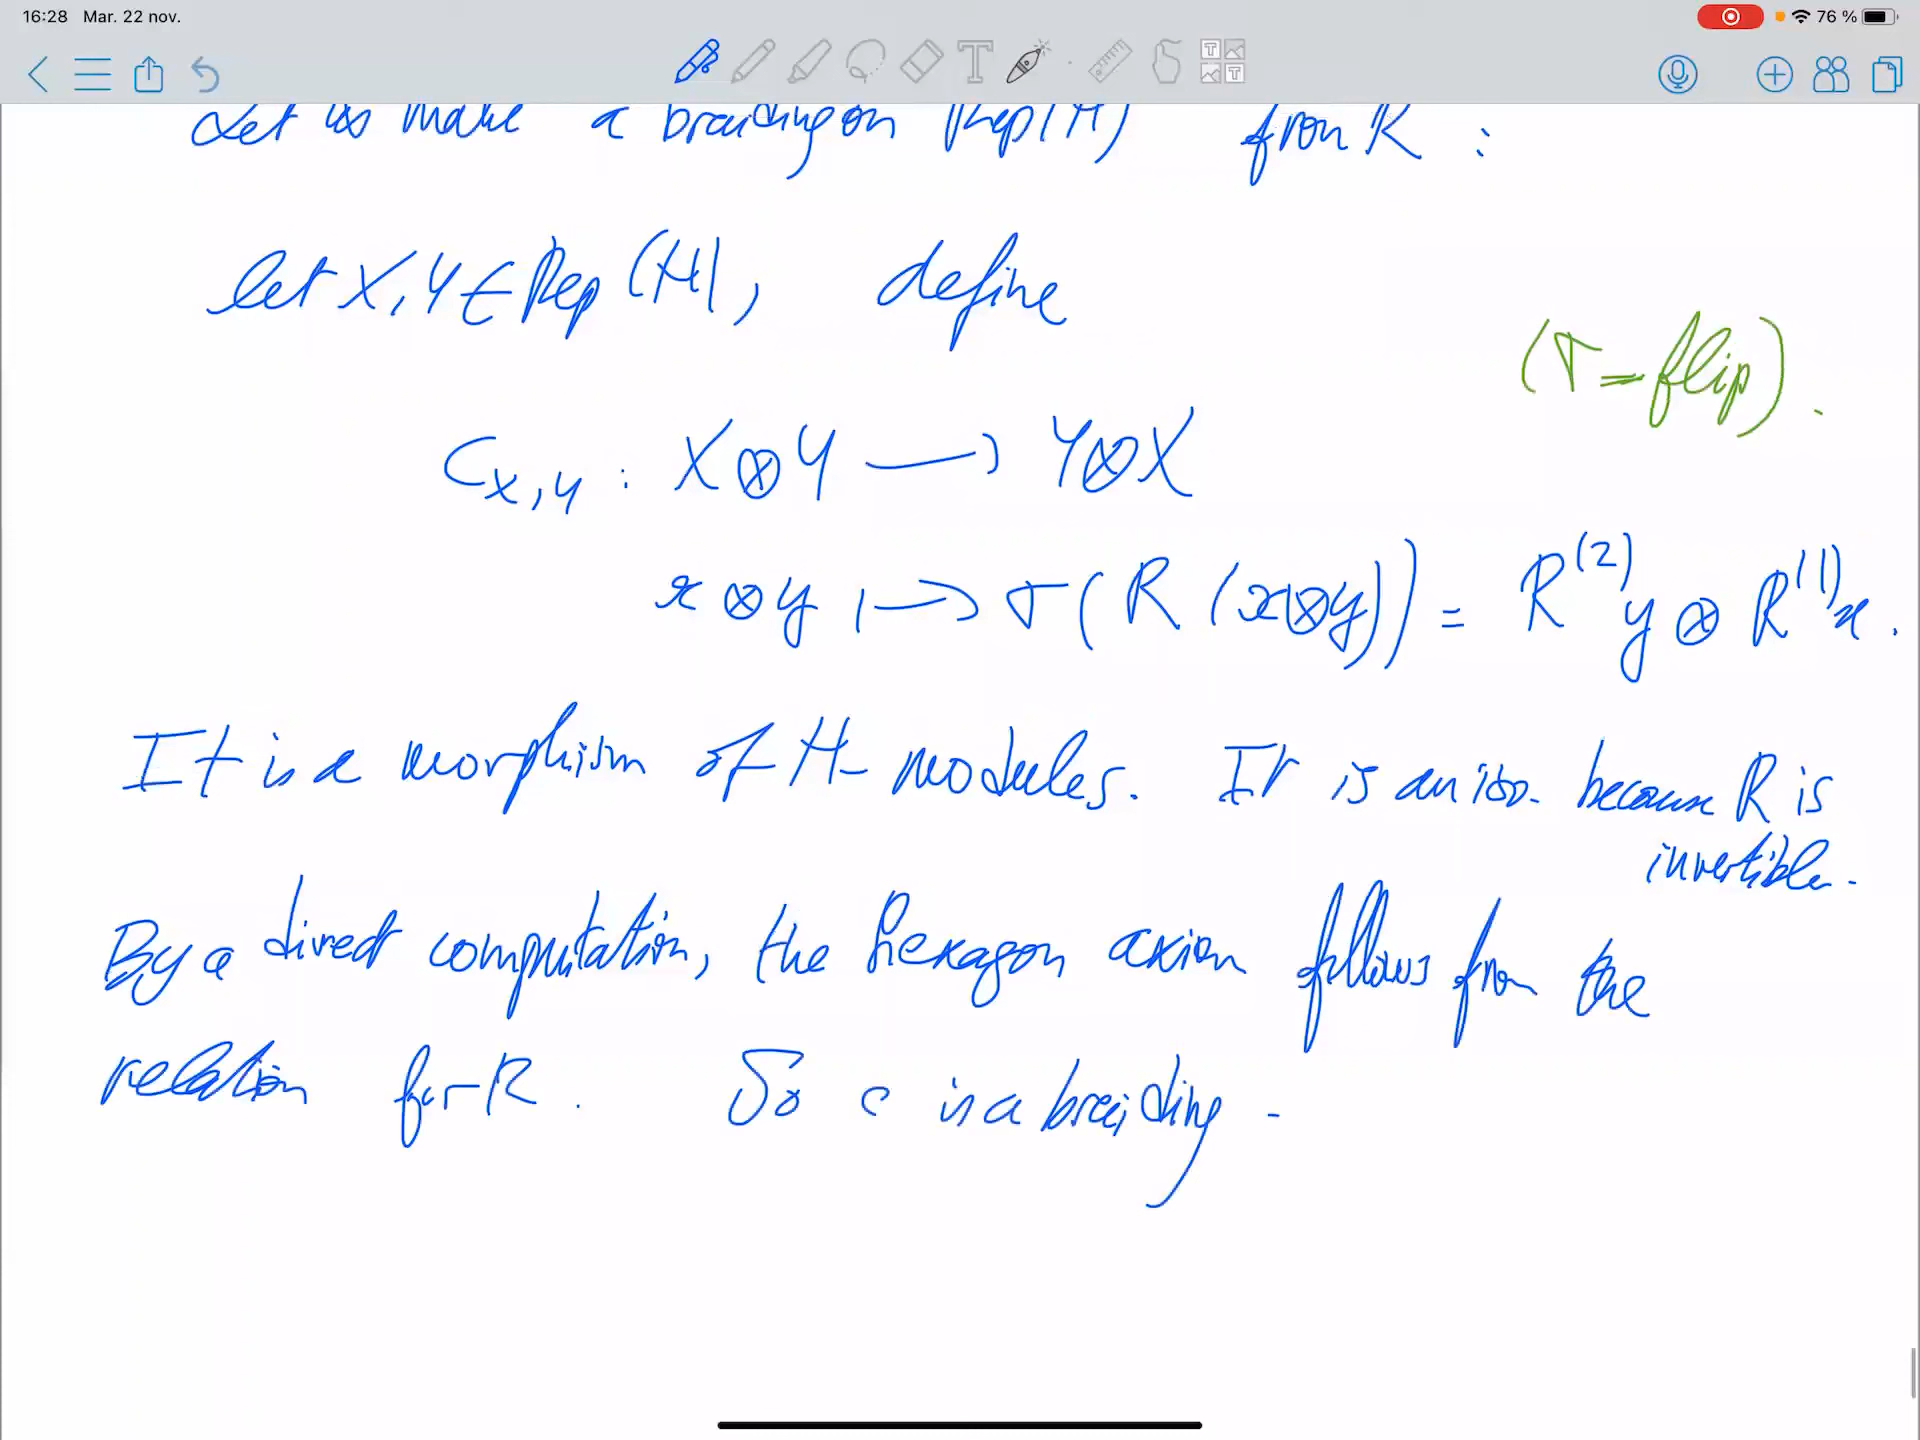 16:28 Mar. 22 nov. 76 %
Let us make a braiding on Rep(H) from R :
let X, Y ∈ Rep (H), define
(τ = flip).
C_{X,Y} : X ⊗ Y ⟶ Y ⊗ X
x ⊗ y ⟼ τ( R (x ⊗ y)) = R^{(2)} y ⊗ R^{(1)} x .
It is a morphism of H-modules. It is an iso. because R is
invertible.
By a direct computation, the hexagon axiom follows from the
relation for R. So c is a braiding.